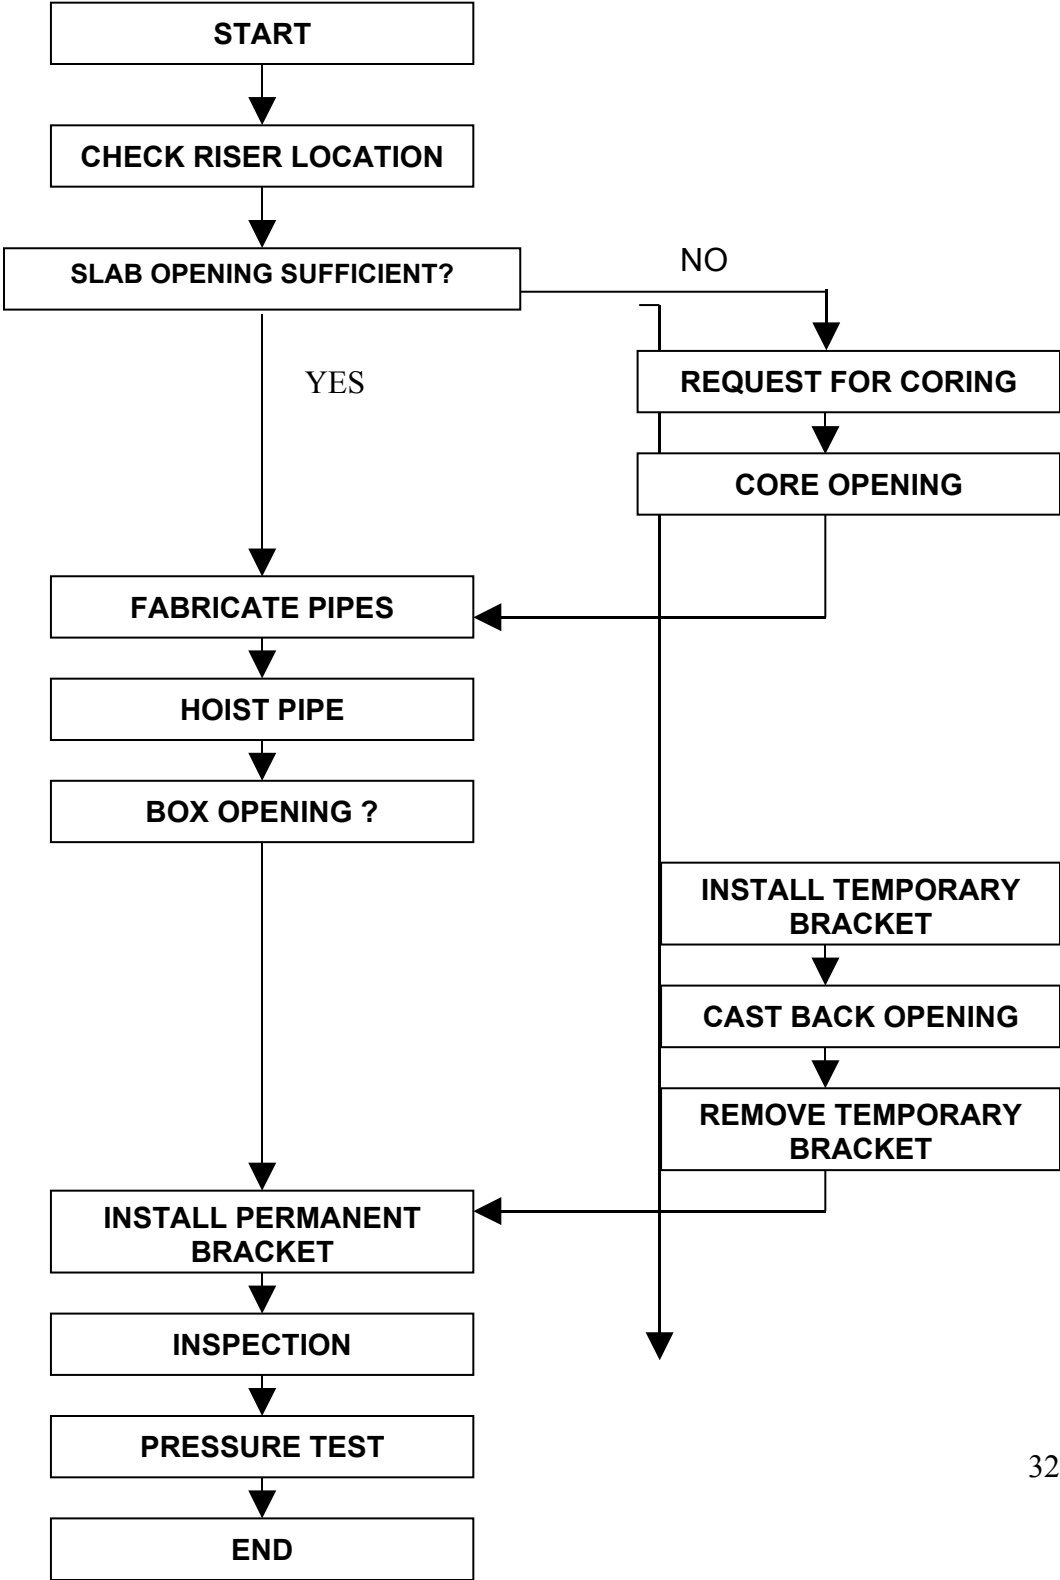 START
CHECK RISER LOCATION
SLAB OPENING SUFFICIENT?
NO
YES
REQUEST FOR CORING
CORE OPENING
FABRICATE PIPES
HOIST PIPE
BOX OPENING ?
INSTALL TEMPORARY
BRACKET
CAST BACK OPENING
REMOVE TEMPORARY
BRACKET
INSTALL PERMANENT
BRACKET
INSPECTION
PRESSURE TEST
32
END